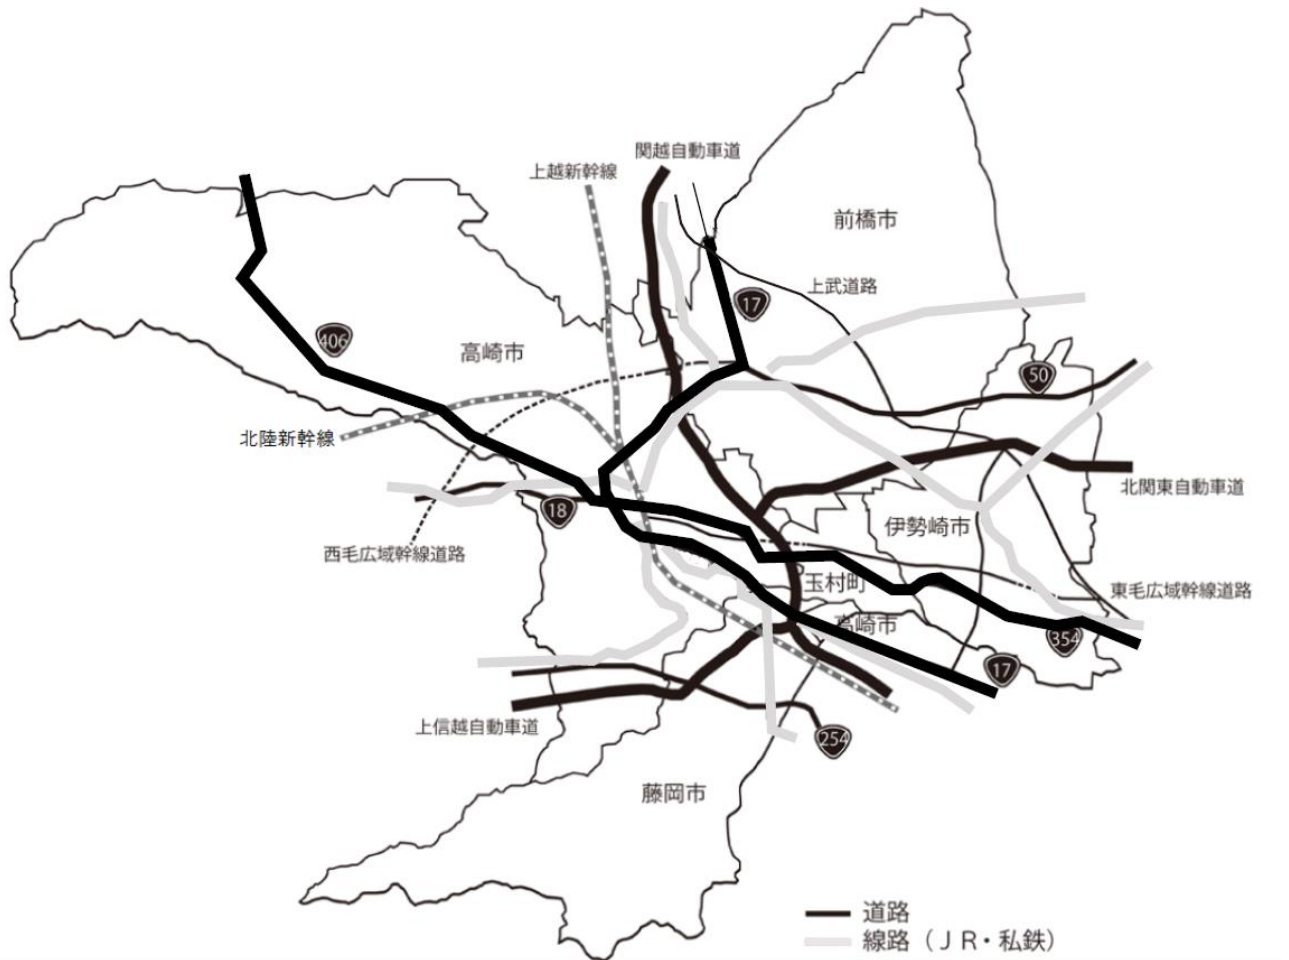 関越自動車道
上越新幹線
前橋市
上武道路
17
406
高崎市
50
北陸新幹線
北関東自動車道
18
伊勢崎市
西毛広域幹線道路
玉村町
東毛広域幹線道路
高崎市
354
17
上信越自動車道
254
藤岡市
道路
線路（ＪＲ・私鉄）